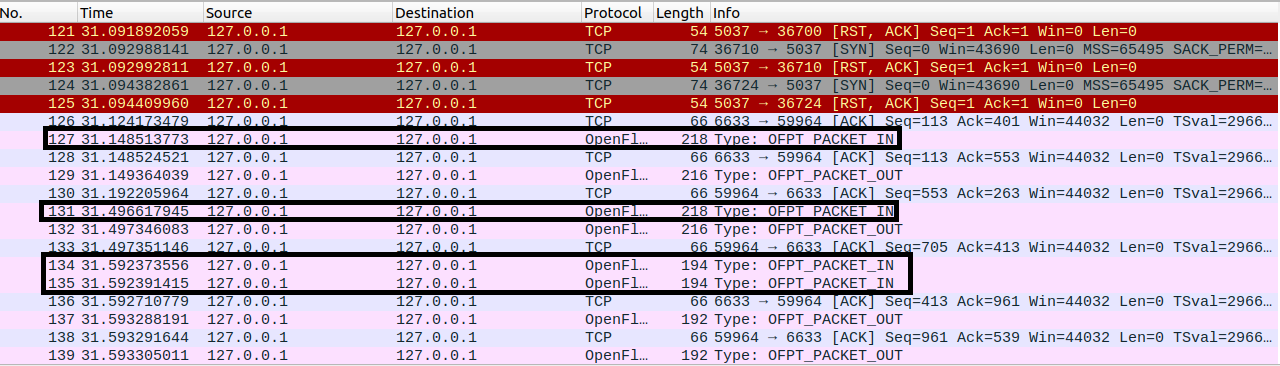 No. Time Source Destination Protocol Length Info
121 31.091892059 127.0.0.1 127.0.0.1 TCP 54 5037 → 36700 [RST, ACK] Seq=1 Ack=1 Win=0 Len=0
122 31.092988141 127.0.0.1 127.0.0.1 TCP 74 36710 → 5037 [SYN] Seq=0 Win=43690 Len=0 MSS=65495 SACK_PERM=…
123 31.092992811 127.0.0.1 127.0.0.1 TCP 54 5037 → 36710 [RST, ACK] Seq=1 Ack=1 Win=0 Len=0
124 31.094382861 127.0.0.1 127.0.0.1 TCP 74 36724 → 5037 [SYN] Seq=0 Win=43690 Len=0 MSS=65495 SACK_PERM=…
125 31.094409960 127.0.0.1 127.0.0.1 TCP 54 5037 → 36724 [RST, ACK] Seq=1 Ack=1 Win=0 Len=0
126 31.124173479 127.0.0.1 127.0.0.1 TCP 66 6633 → 59964 [ACK] Seq=113 Ack=401 Win=44032 Len=0 TSval=2966…
127 31.148513773 127.0.0.1 127.0.0.1 OpenFl… 218 Type: OFPT_PACKET_IN
128 31.148524521 127.0.0.1 127.0.0.1 TCP 66 6633 → 59964 [ACK] Seq=113 Ack=553 Win=44032 Len=0 TSval=2966…
129 31.149364039 127.0.0.1 127.0.0.1 OpenFl… 216 Type: OFPT_PACKET_OUT
130 31.192205964 127.0.0.1 127.0.0.1 TCP 66 59964 → 6633 [ACK] Seq=553 Ack=263 Win=44032 Len=0 TSval=2966…
131 31.496617945 127.0.0.1 127.0.0.1 OpenFl… 218 Type: OFPT_PACKET_IN
132 31.497346083 127.0.0.1 127.0.0.1 OpenFl… 216 Type: OFPT_PACKET_OUT
133 31.497351146 127.0.0.1 127.0.0.1 TCP 66 59964 → 6633 [ACK] Seq=705 Ack=413 Win=44032 Len=0 TSval=2966…
134 31.592373556 127.0.0.1 127.0.0.1 OpenFl… 194 Type: OFPT_PACKET_IN
135 31.592391415 127.0.0.1 127.0.0.1 OpenFl… 194 Type: OFPT_PACKET_IN
136 31.592710779 127.0.0.1 127.0.0.1 TCP 66 6633 → 59964 [ACK] Seq=413 Ack=961 Win=44032 Len=0 TSval=2966…
137 31.593288191 127.0.0.1 127.0.0.1 OpenFl… 192 Type: OFPT_PACKET_OUT
138 31.593291644 127.0.0.1 127.0.0.1 TCP 66 59964 → 6633 [ACK] Seq=961 Ack=539 Win=44032 Len=0 TSval=2966…
139 31.593305011 127.0.0.1 127.0.0.1 OpenFl… 192 Type: OFPT_PACKET_OUT